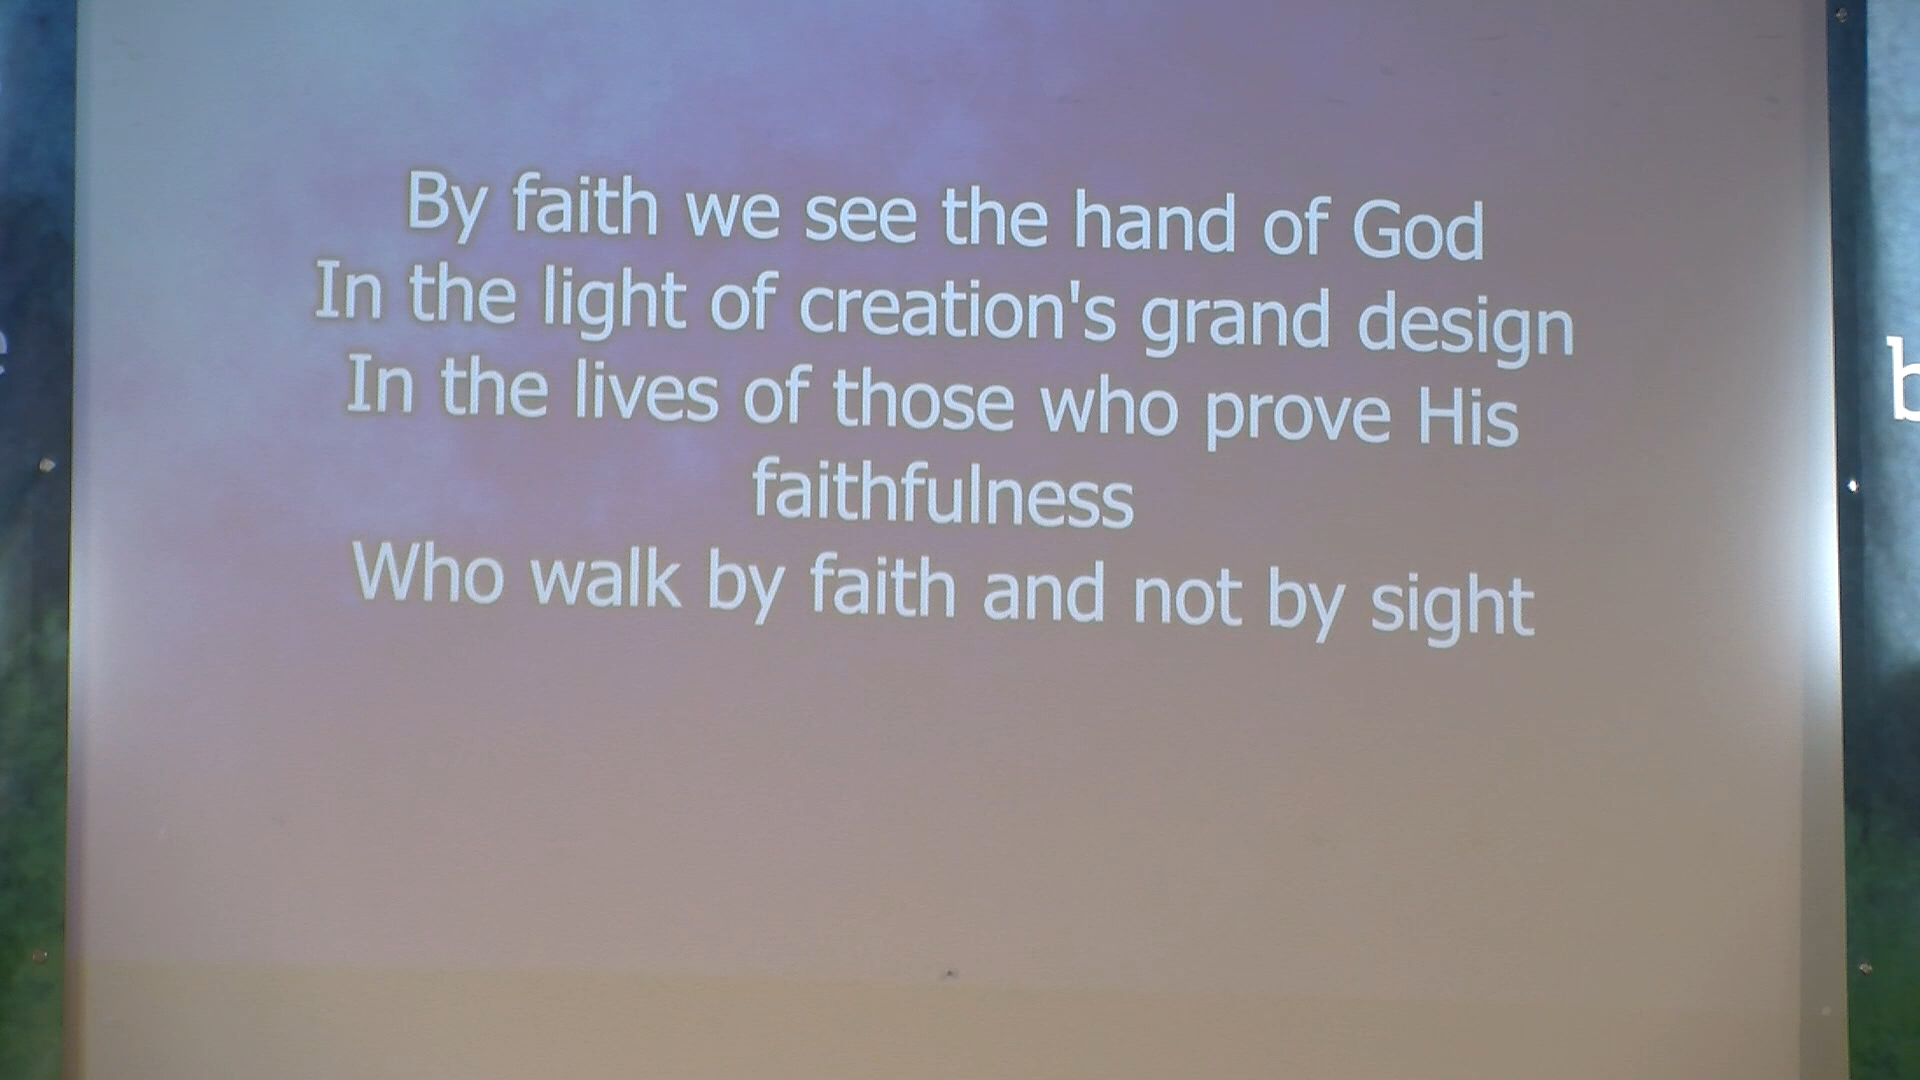 By faith we see the hand of God
In the light of creation's grand design
In the lives of those who prove His
faithfulness
Who walk by faith and not by sight